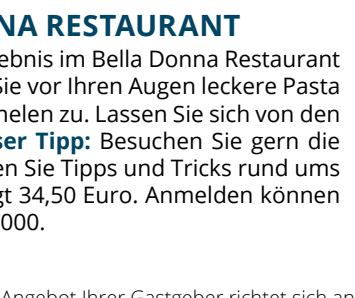 NA RESTAURANT
ebnis im Bella Donna Restaurant
Sie vor Ihren Augen leckere Pasta
nelen zu. Lassen Sie sich von den
ser Tipp: Besuchen Sie gern die
en Sie Tipps und Tricks rund ums
gt 34,50 Euro. Anmelden können
000.
Angebot Ihrer Gastgeber richtet sich an